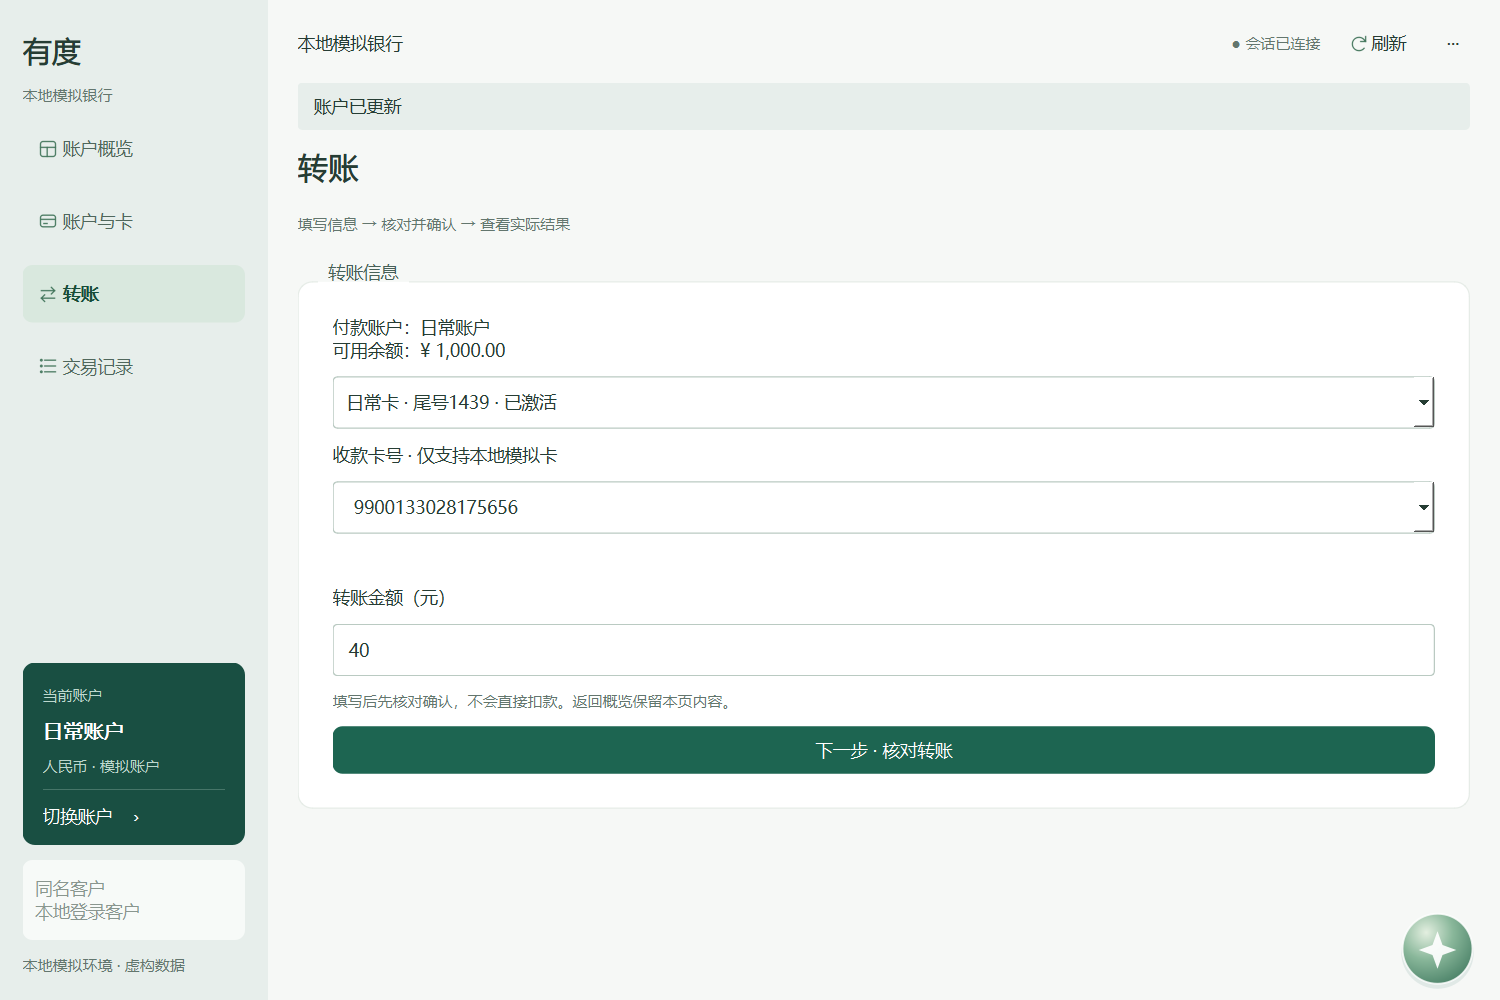 有度
本地模拟银行
账户概览
账户与卡
转账
交易记录
当前账户
日常账户
人民币 · 模拟账户
切换账户 ›
同名客户
本地登录客户
本地模拟环境 · 虚构数据
本地模拟银行
● 会话已连接
刷新
···
账户已更新
转账
填写信息 → 核对并确认 → 查看实际结果
转账信息
付款账户：日常账户
可用余额：¥ 1,000.00
日常卡 · 尾号1439 · 已激活
收款卡号 · 仅支持本地模拟卡
9900133028175656
转账金额（元）
40
填写后先核对确认，不会直接扣款。返回概览保留本页内容。
下一步 · 核对转账